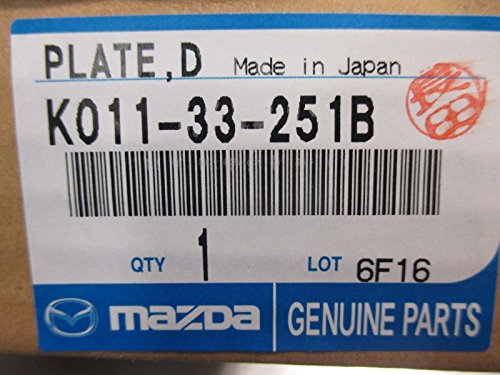 PLATE,D Made in Japan
K011-33-251B
QTY 1 LOT 6F16
mazda GENUINE PARTS